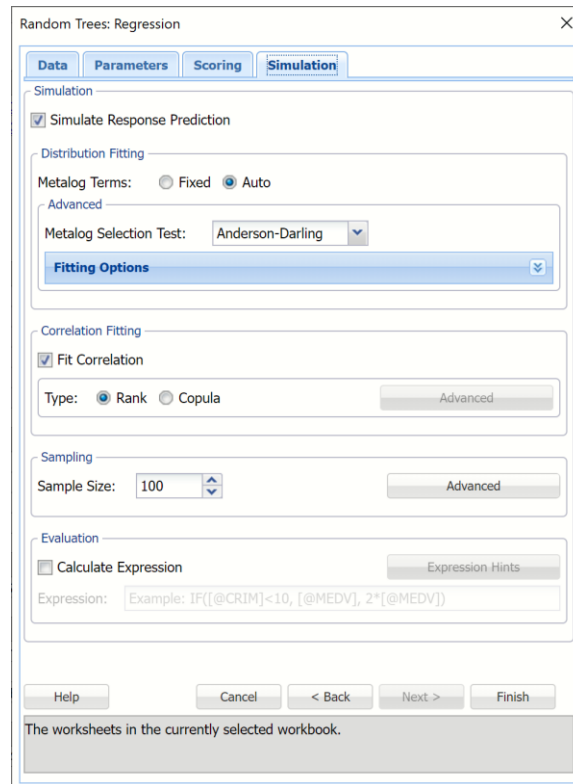 Random Trees: Regression
Data Parameters Scoring Simulation
Simulation
Simulate Response Prediction
Distribution Fitting
Metalog Terms: Fixed Auto
Advanced
Metalog Selection Test: Anderson-Darling
Fitting Options
Correlation Fitting
Fit Correlation
Type: Rank Copula Advanced
Sampling
Sample Size: 100 Advanced
Evaluation
Calculate Expression Expression Hints
Expression: Example: IF([@CRIM]<10, [@MEDV], 2*[@MEDV])
Help Cancel < Back Next > Finish
The worksheets in the currently selected workbook.